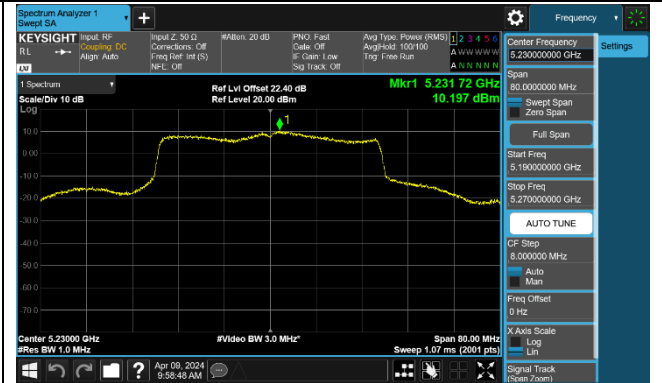 Spectrum Analyzer 1
Swept SA
Frequency
KEYSIGHT
RL
LXI
Input: RF
Coupling: DC
Align: Auto
Input Z: 50 Ω
Corrections: Off
Freq Ref: Int (S)
NFE: Off
#Atten: 20 dB
PNO: Fast
Gate: Off
IF Gain: Low
Sig Track: Off
Avg Type: Power (RMS)
Avg|Hold: 100/100
Trig: Free Run
1 2 3 4 5 6
A W W W W W
A N N N N N
1 Spectrum
Scale/Div 10 dB
Log
Ref Lvl Offset 22.40 dB
Ref Level 20.00 dBm
Mkr1 5.231 72 GHz
10.197 dBm
1
10.0
0.00
-10.0
-20.0
-30.0
-40.0
-50.0
-60.0
-70.0
Center 5.23000 GHz
#Res BW 1.0 MHz
#Video BW 3.0 MHz*
Span 80.00 MHz
Sweep 1.07 ms (2001 pts)
Apr 09, 2024
9:58:48 AM
Center Frequency
5.230000000 GHz
Settings
Span
80.0000000 MHz
Swept Span
Zero Span
Full Span
Start Freq
5.190000000 GHz
Stop Freq
5.270000000 GHz
AUTO TUNE
CF Step
8.000000 MHz
Auto
Man
Freq Offset
0 Hz
X Axis Scale
Log
Lin
Signal Track
(Span Zoom)